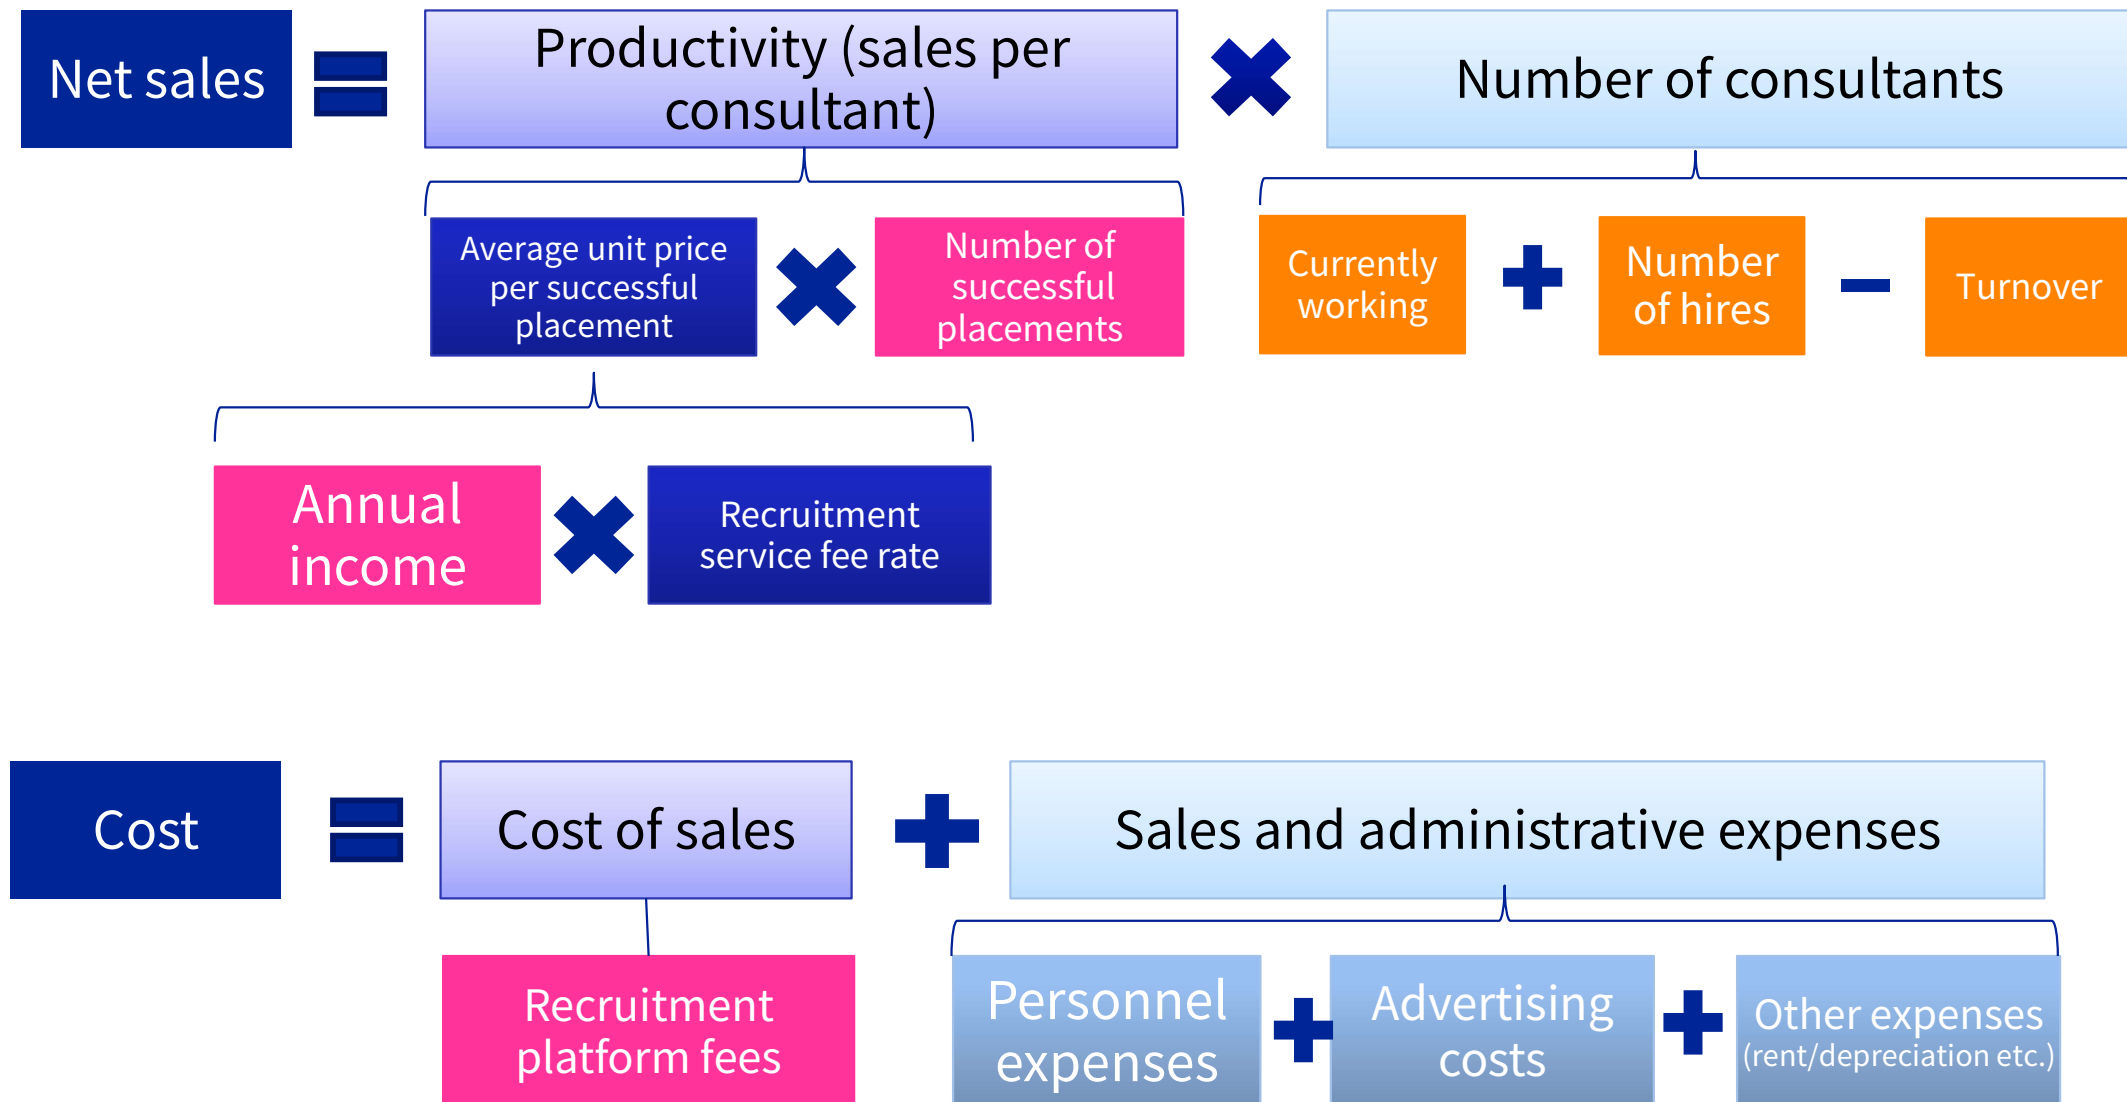 Net sales
Productivity (sales per
consultant)
Number of consultants
Average unit price
per successful
placement
Number of
successful
placements
Currently
working
Number
of hires
Turnover
Annual
income
Recruitment
service fee rate
Cost
Cost of sales
Sales and administrative expenses
Recruitment
platform fees
Personnel
expenses
Advertising
costs
Other expenses
(rent/depreciation etc.)